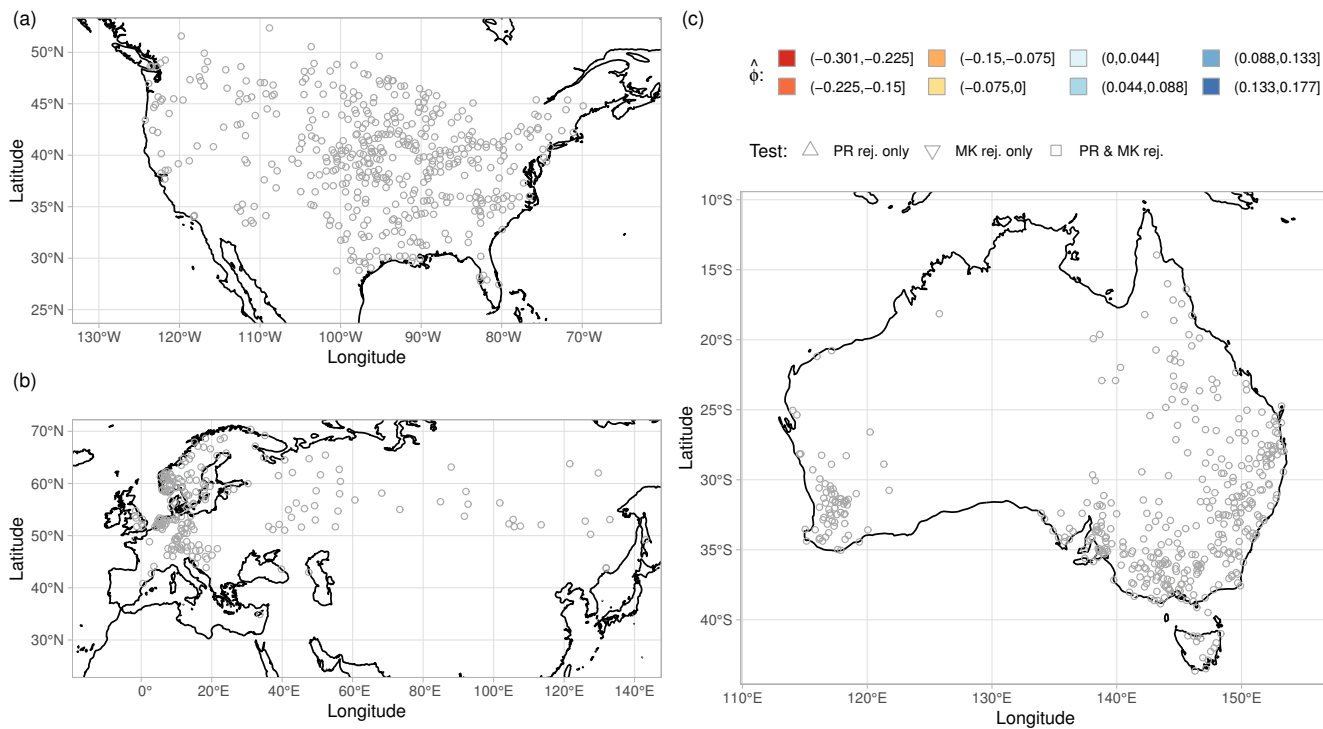 (a)
50°N
45°N
40°N
35°N
30°N
25°N
Latitude
130°W 120°W 110°W 100°W 90°W 80°W 70°W
Longitude
(b)
70°N
60°N
50°N
40°N
30°N
Latitude
0° 20°E 40°E 60°E 80°E 100°E 120°E 140°E
Longitude
(c)
ϕ̂:
(−0.301,−0.225] (−0.15,−0.075] (0,0.044] (0.088,0.133]
(−0.225,−0.15] (−0.075,0] (0.044,0.088] (0.133,0.177]
Test: PR rej. only MK rej. only PR & MK rej.
10°S
15°S
20°S
25°S
30°S
35°S
40°S
Latitude
110°E 120°E 130°E 140°E 150°E
Longitude